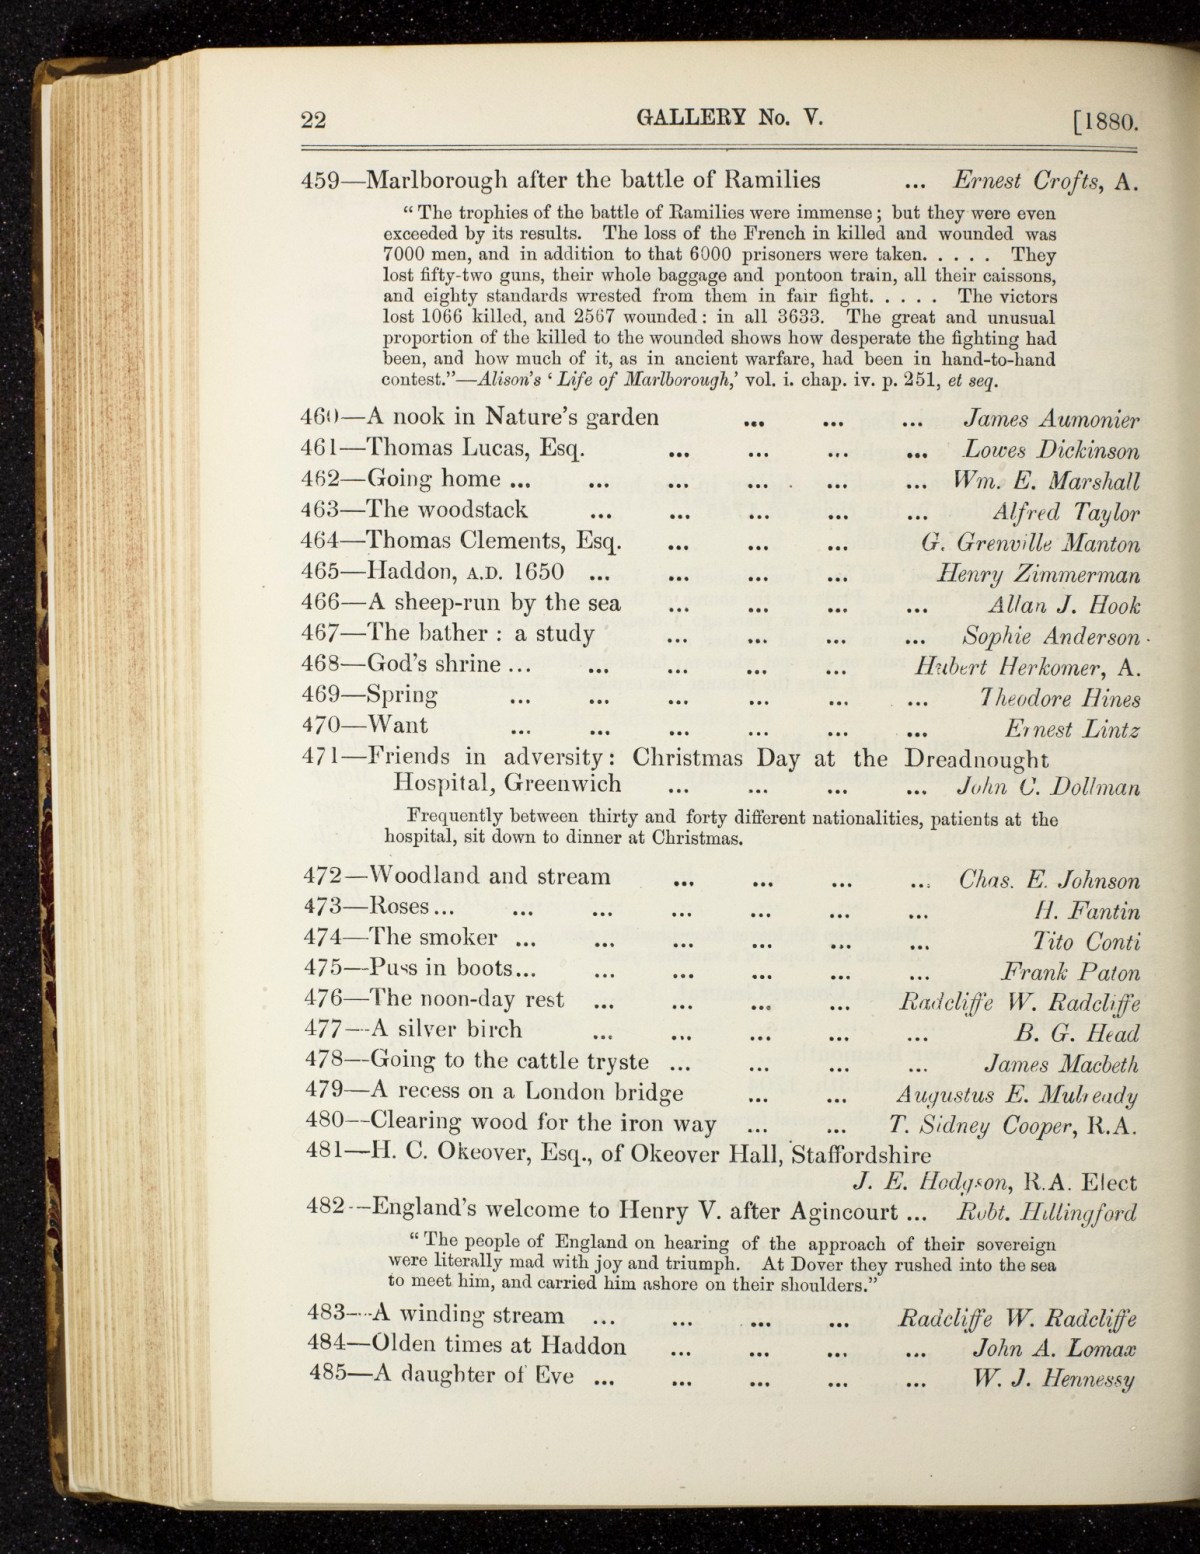 22 GALLERY No. V. [1880.
459—Marlborough after the battle of Ramilies ... Ernest Crofts, A.
“ The trophies of the battle of Ramilies were immense ; but they were even
exceeded by its results. The loss of the French in killed and wounded was
7000 men, and in addition to that 6000 prisoners were taken. . . . . They
lost fifty-two guns, their whole baggage and pontoon train, all their caissons,
and eighty standards wrested from them in fair fight. . . . . The victors
lost 1066 killed, and 2567 wounded : in all 3633. The great and unusual
proportion of the killed to the wounded shows how desperate the fighting had
been, and how much of it, as in ancient warfare, had been in hand-to-hand
contest.”—Alison’s ‘ Life of Marlborough,’ vol. i. chap. iv. p. 251, et seq.
460—A nook in Nature’s garden ... ... ... James Aumonier
461—Thomas Lucas, Esq. ... ... ... ... Lowes Dickinson
462—Going home ... ... ... ... ... ... Wm. E. Marshall
463—The woodstack ... ... ... ... ... Alfred Taylor
464—Thomas Clements, Esq. ... ... ... G. Grenville Manton
465—Haddon, A.D. 1650 ... ... ... ... Henry Zimmerman
466—A sheep-run by the sea ... ... ... ... Allan J. Hook
467—The bather : a study ... ... ... ... Sophie Anderson
468—God’s shrine ... ... ... ... ... Hubert Herkomer, A.
469—Spring ... ... ... ... ... ... Theodore Hines
470—Want ... ... ... ... ... ... Ernest Lintz
471—Friends in adversity : Christmas Day at the Dreadnought
Hospital, Greenwich ... ... ... ... John C. Dollman
Frequently between thirty and forty different nationalities, patients at the
hospital, sit down to dinner at Christmas.
472—Woodland and stream ... ... ... ... Chas. E. Johnson
473—Roses ... ... ... ... ... ... ... H. Fantin
474—The smoker ... ... ... ... ... ... Tito Conti
475—Puss in boots... ... ... ... ... ... Frank Paton
476—The noon-day rest ... ... ... ... Radcliffe W. Radcliffe
477—A silver birch ... ... ... ... ... B. G. Head
478—Going to the cattle tryste ... ... ... ... James Macbeth
479—A recess on a London bridge ... ... Augustus E. Mulready
480—Clearing wood for the iron way ... ... T. Sidney Cooper, R.A.
481—H. C. Okeover, Esq., of Okeover Hall, Staffordshire
J. E. Hodgson, R.A. Elect
482—England’s welcome to Henry V. after Agincourt ... Robt. Hillingford
“ The people of England on hearing of the approach of their sovereign
were literally mad with joy and triumph. At Dover they rushed into the sea
to meet him, and carried him ashore on their shoulders.”
483—A winding stream ... ... ... ... Radcliffe W. Radcliffe
484—Olden times at Haddon ... ... ... ... John A. Lomax
485—A daughter of Eve ... ... ... ... ... W. J. Hennessy